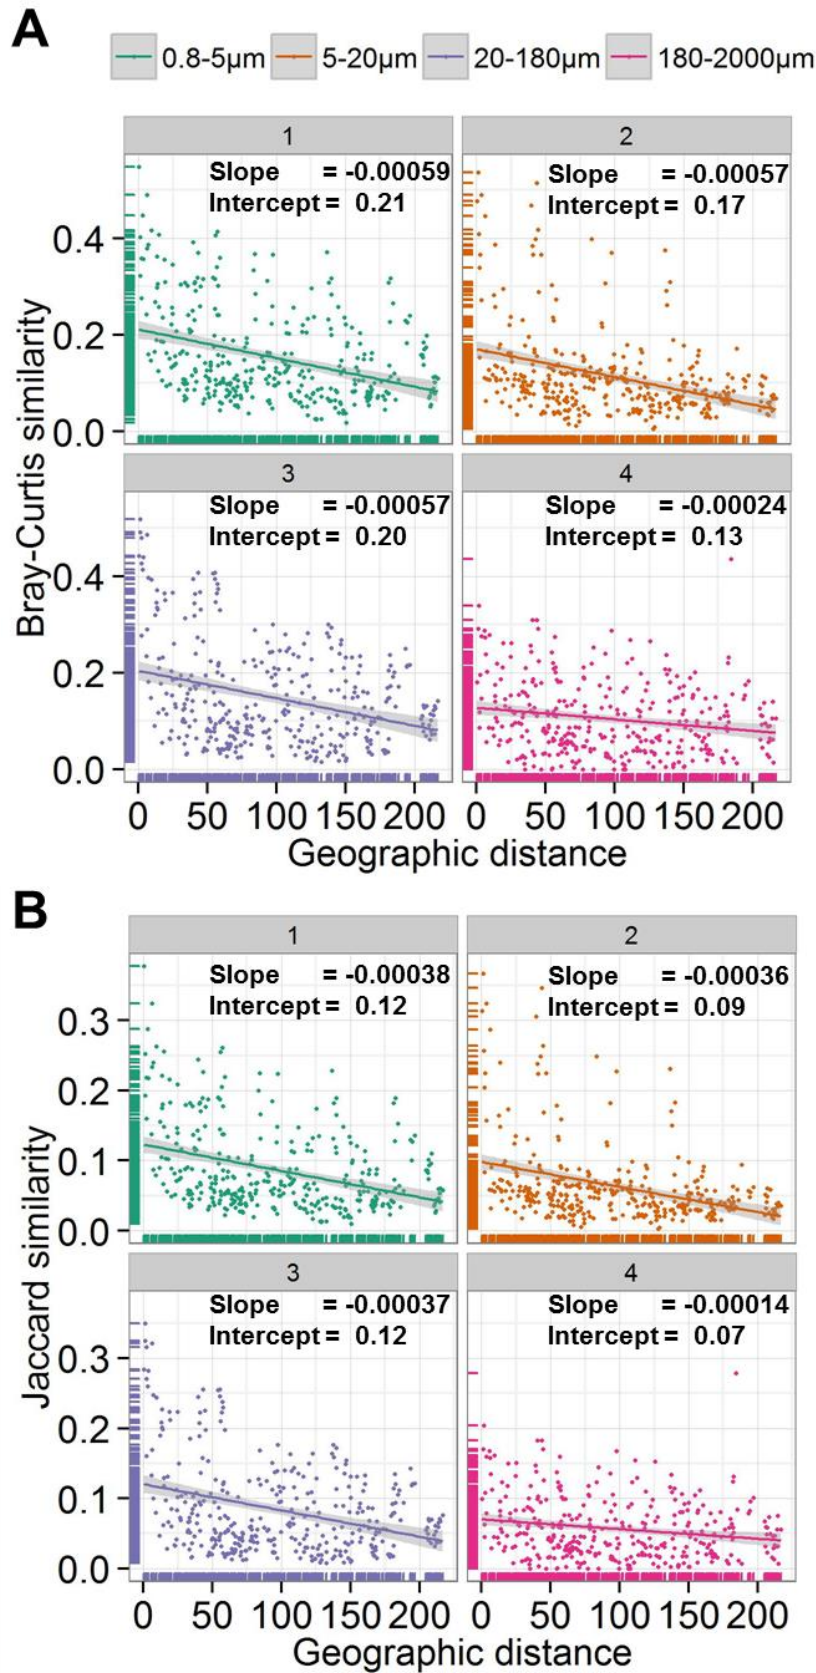 A
0.8-5µm 5-20µm 20-180µm 180-2000µm
1 2
Slope = -0.00059 Slope = -0.00057
Intercept = 0.21 Intercept = 0.17
0.4
0.2
0.0
3 4
Slope = -0.00057 Slope = -0.00024
Intercept = 0.20 Intercept = 0.13
0.4
0.2
0.0
Bray-Curtis similarity
0 50 100 150 200 0 50 100 150 200
Geographic distance
B
1 2
Slope = -0.00038 Slope = -0.00036
Intercept = 0.12 Intercept = 0.09
0.3
0.2
0.1
0.0
3 4
Slope = -0.00037 Slope = -0.00014
Intercept = 0.12 Intercept = 0.07
0.3
0.2
0.1
0.0
Jaccard similarity
0 50 100 150 200 0 50 100 150 200
Geographic distance